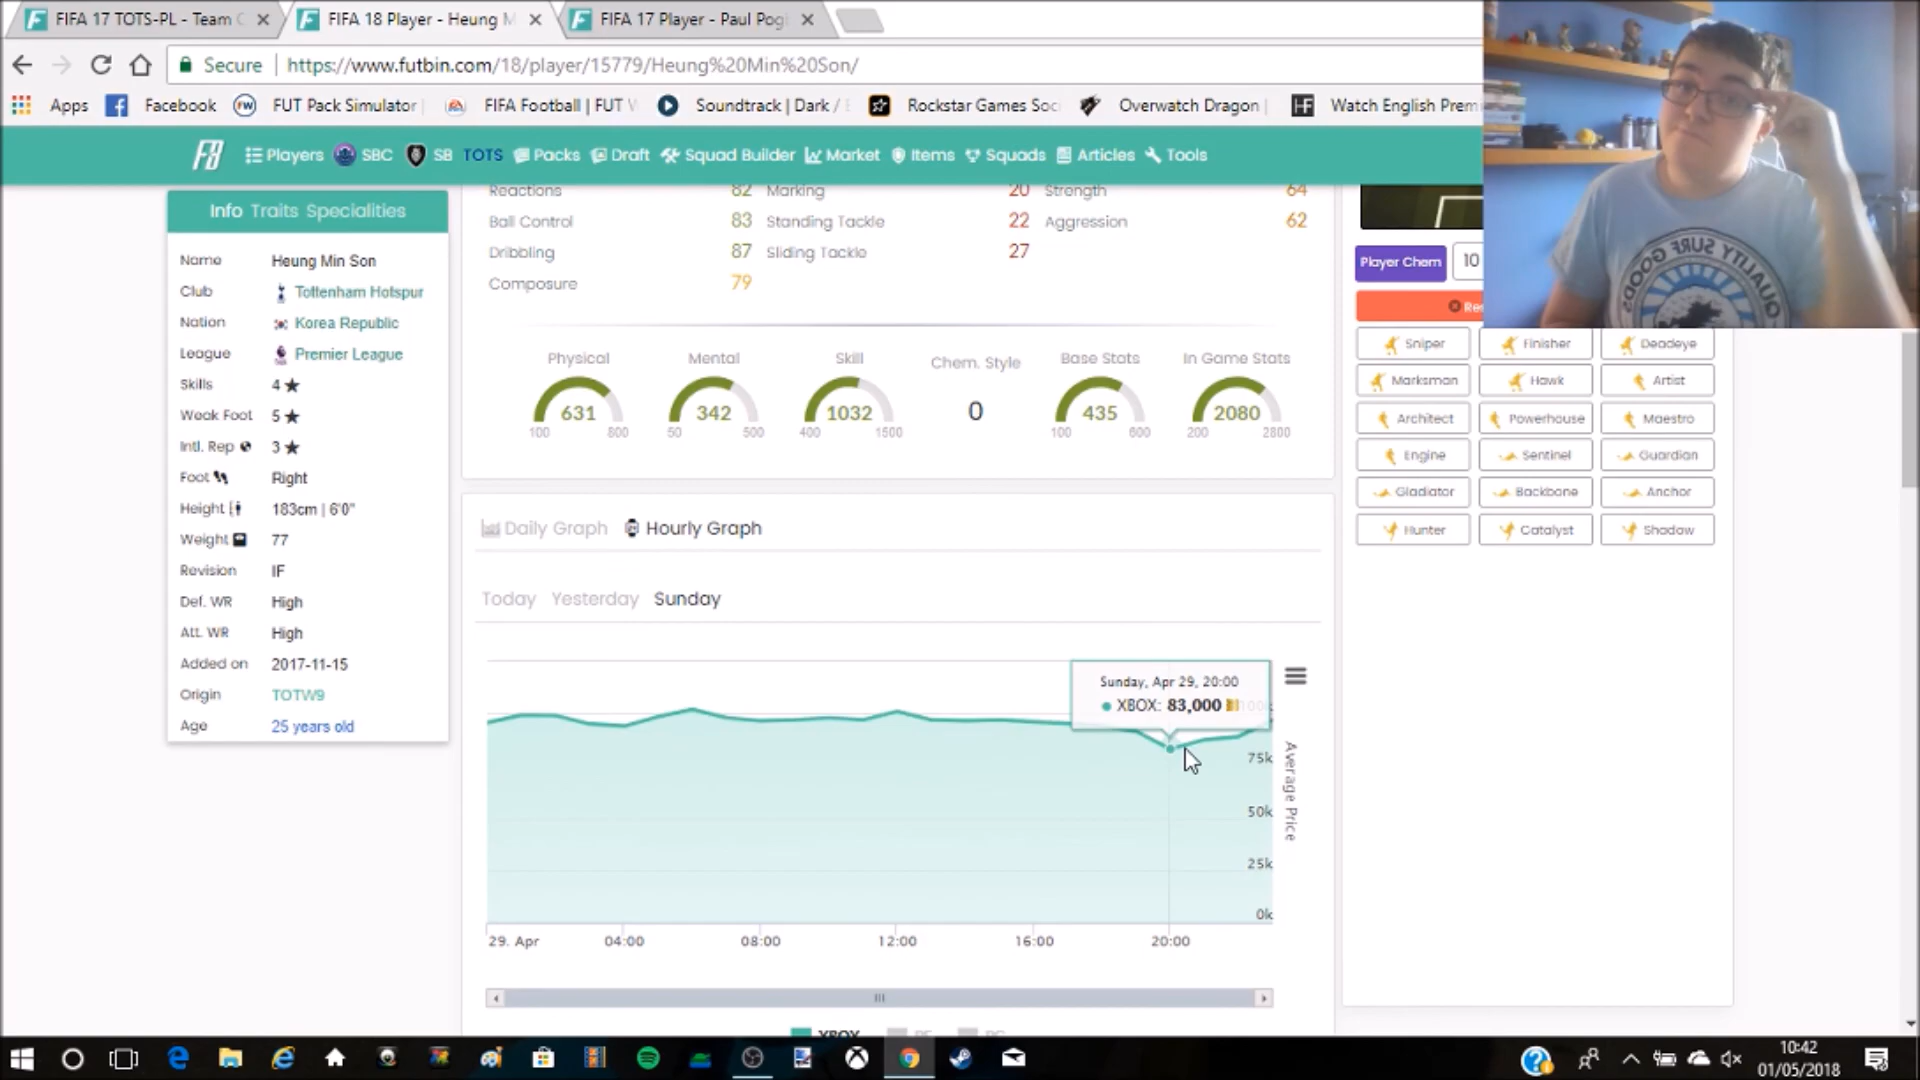 FIFA 17 TOTS-PL - Team
FIFA 18 Player - Heung M
FIFA 17 Player - Paul Pog
Secure
https://www.futbin.com/18/player/15779/Heung%20Min%20Son/
Apps
Facebook
FUT Pack Simulator
FIFA Football | FUT
Soundtrack | Dark /
Rockstar Games Soc
Overwatch Dragon
Watch English Prem
Players
SBC
SB
TOTS
Packs
Draft
Squad Builder
Market
Items
Squads
Articles
Tools
Info Traits Specialities
Name Heung Min Son
Club Tottenham Hotspur
Nation Korea Republic
League Premier League
Skills 4
Weak Foot 5
Intl. Rep 3
Foot Right
Height 183cm | 6'0"
Weight 77
Revision IF
Def. WR High
Att. WR High
Added on 2017-11-15
Origin TOTW9
Age 25 years old
Reactions 82 Marking 20 Strength 64
Ball Control 83 Standing Tackle 22 Aggression 62
Dribbling 87 Sliding Tackle 27
Composure 79
Physical Mental Skill Chem. Style Base Stats In Game Stats
631 342 1032 0 435 2080
100 800 50 500 400 1500 100 600 200 2800
Daily Graph Hourly Graph
Today Yesterday Sunday
Sunday, Apr 29, 20:00
XBOX: 83,000
75k
50k
25k
0k
Average Price
29. Apr 04:00 08:00 12:00 16:00 20:00
XBOX
PC
Player Chem 10
QUALITY SURF GOODS
Sniper Finisher Deadeye
Marksman Hawk Artist
Architect Powerhouse Maestro
Engine Sentinel Guardian
Gladiator Backbone Anchor
Hunter Catalyst Shadow
10:42
01/05/2018